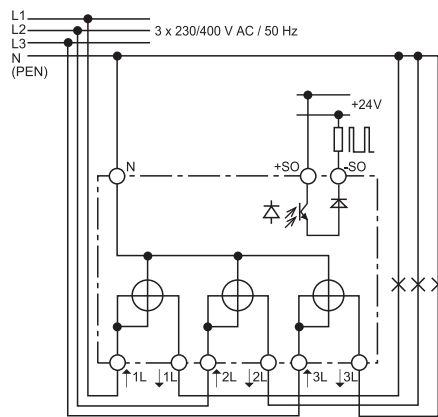 L1
L2
L3
3 x 230/400 V AC / 50 Hz
N
(PEN)
+24V
N
+SO
-SO
1L
1L
2L
2L
3L
3L